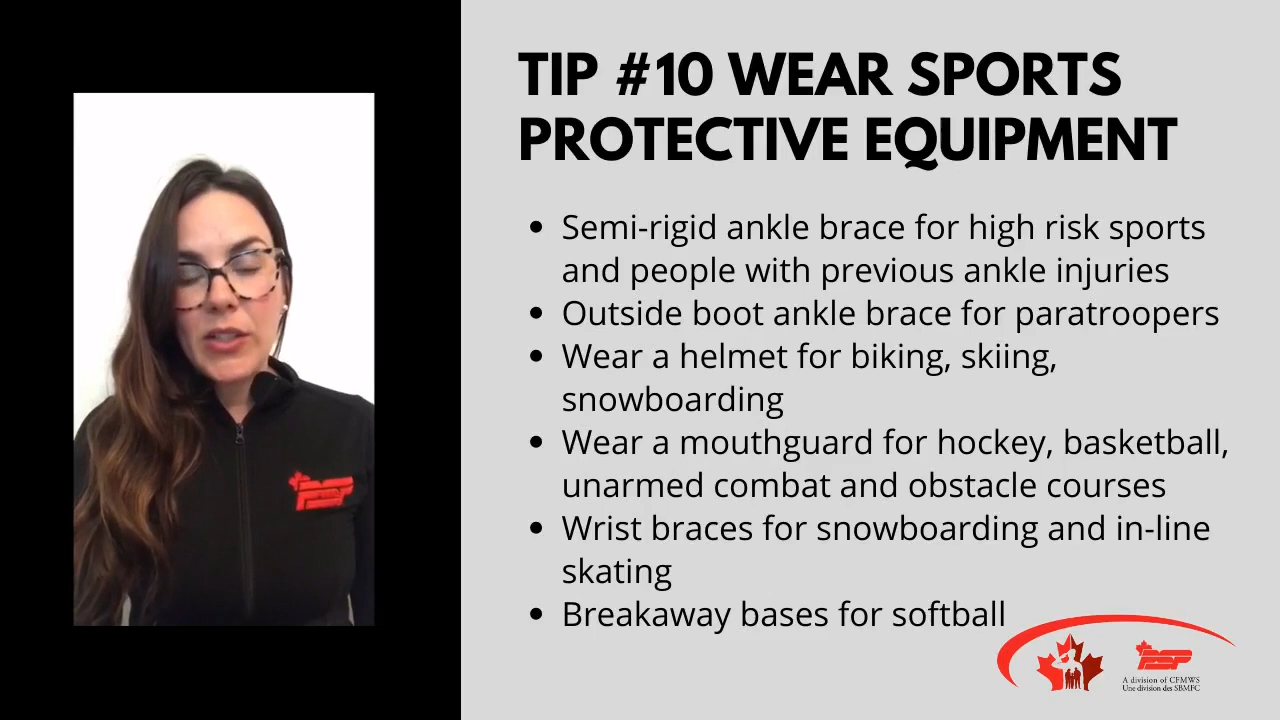 TIP #10 WEAR SPORTS
PROTECTIVE EQUIPMENT
• Semi-rigid ankle brace for high risk sports
and people with previous ankle injuries
• Outside boot ankle brace for paratroopers
• Wear a helmet for biking, skiing,
snowboarding
• Wear a mouthguard for hockey, basketball,
unarmed combat and obstacle courses
• Wrist braces for snowboarding and in-line
skating
• Breakaway bases for softball
PSP
PSP
A division of CFMWS
Une division des SBMFC